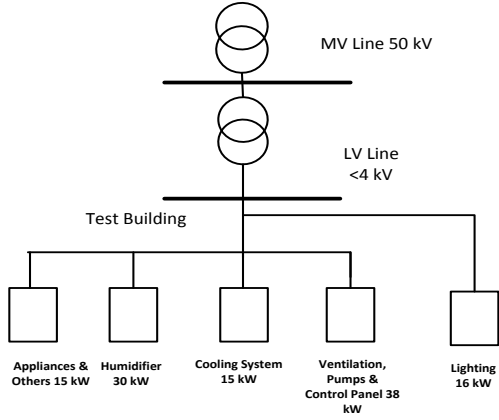 MV Line 50 kV
LV Line
<4 kV
Test Building
Appliances &
Others 15 kW
Humidifier
30 kW
Cooling System
15 kW
Ventilation,
Pumps &
Control Panel 38
kW
Lighting
16 kW